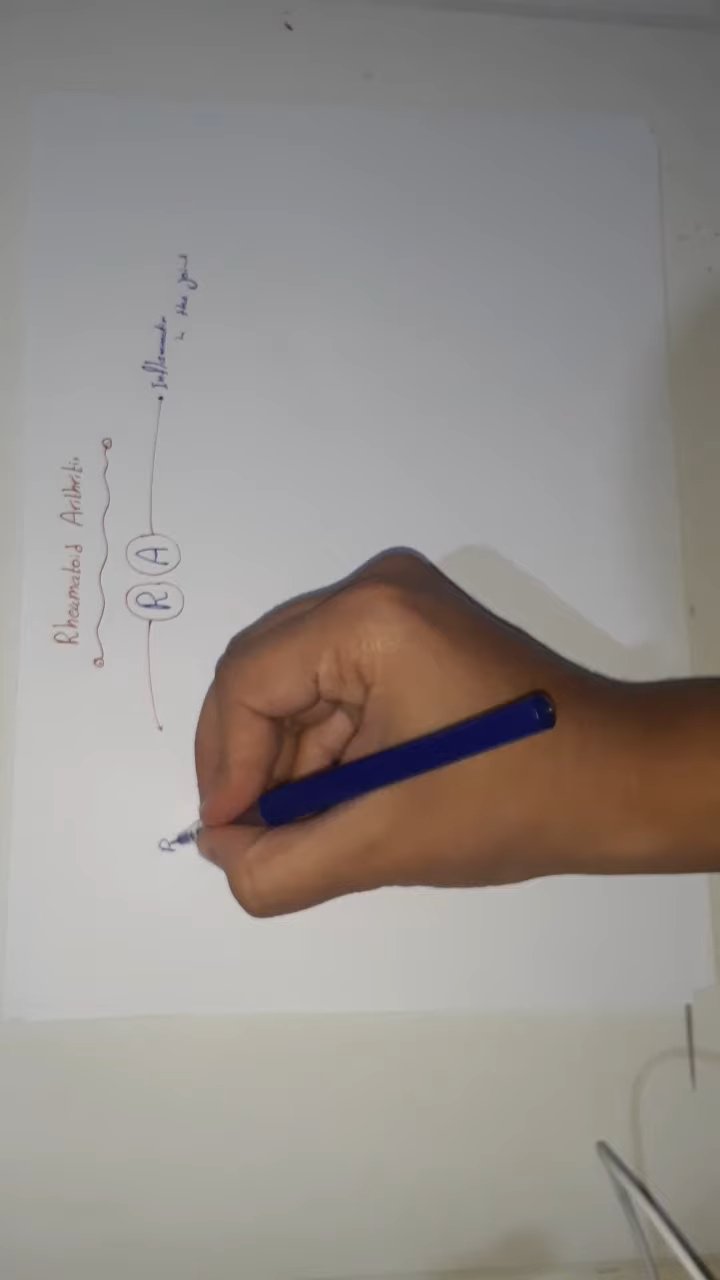 Rheumatoid Arthritis
R A
Inflammation
in the joint
R